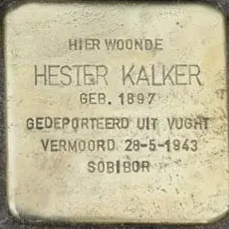 HIER WOONDE
HESTER KALKER
GEB. 1897
GEDEPORTEERD UIT VUGHT
VERMOORD 28-5-1943
SOBIBOR